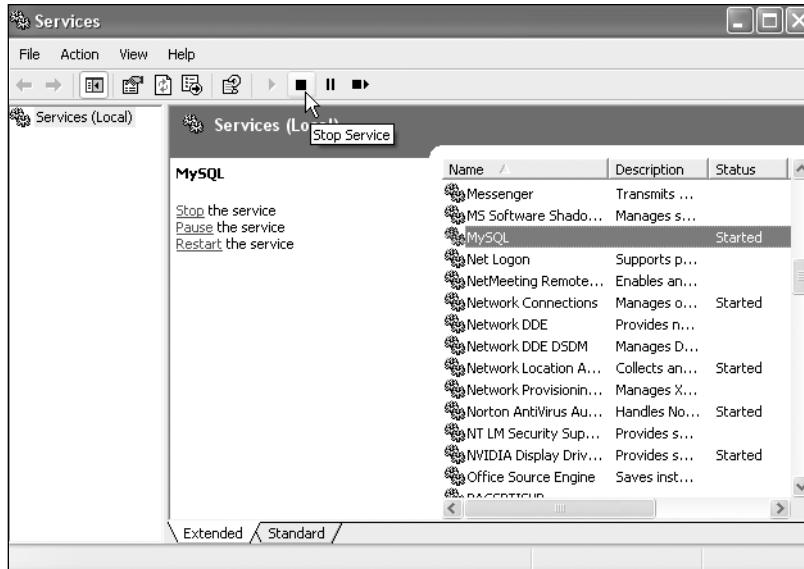 Services
File Action View Help
Services (Local)
Services (Lo
Stop Service
MySQL
Stop the service
Pause the service
Restart the service
Name Description Status
Messenger Transmits ...
MS Software Shado... Manages s...
MySQL Started
Net Logon Supports p...
NetMeeting Remote... Enables an...
Network Connections Manages o... Started
Network DDE Provides n...
Network DDE DSDM Manages D...
Network Location A... Collects an... Started
Network Provisionin... Manages X...
Norton AntiVirus Au... Handles No... Started
NT LM Security Sup... Provides s...
NVIDIA Display Driv... Provides s... Started
Office Source Engine Saves inst...
Extended Standard